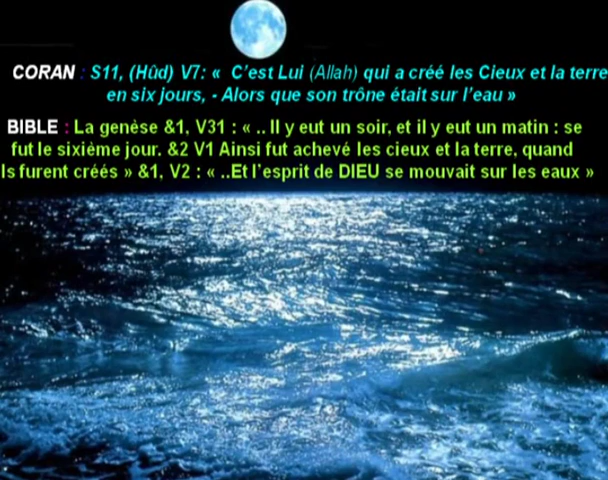 CORAN : S11, (Hûd) V7: «  C'est Lui (Allah) qui a créé les Cieux et la terre
en six jours, - Alors que son trône était sur l'eau »
BIBLE : La genèse &1, V31 : « .. Il y eut un soir, et il y eut un matin : se
fut le sixième jour. &2 V1 Ainsi fut achevé les cieux et la terre, quand
ls furent créés » &1, V2 : « ..Et l'esprit de DIEU se mouvait sur les eaux »